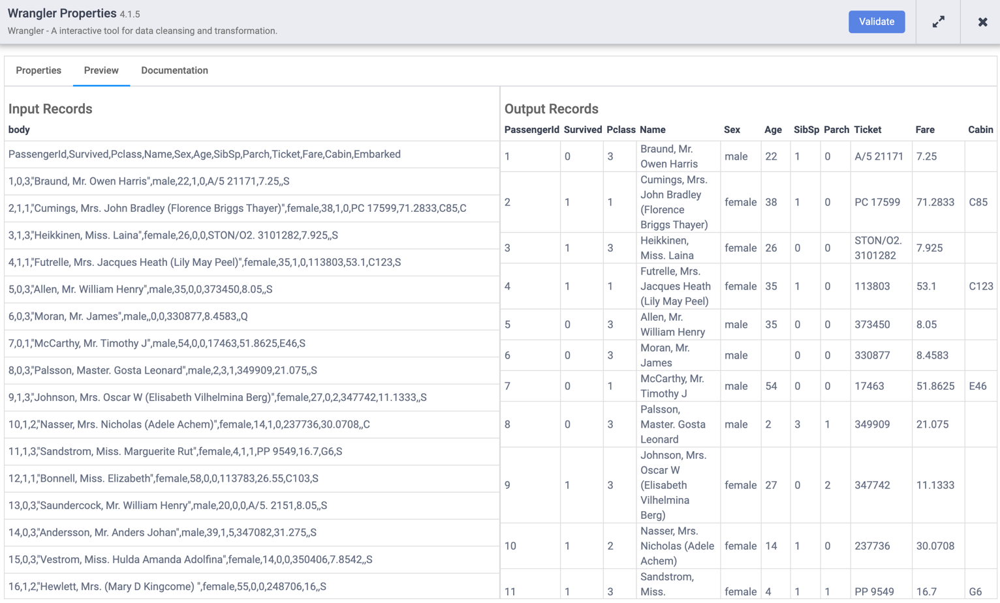 Wrangler Properties 4.1.5
Wrangler - A interactive tool for data cleansing and transformation.
Validate
Properties Preview Documentation
Input Records
body
PassengerId,Survived,Pclass,Name,Sex,Age,SibSp,Parch,Ticket,Fare,Cabin,Embarked
1,0,3,"Braund, Mr. Owen Harris",male,22,1,0,A/5 21171,7.25,,S
2,1,1,"Cumings, Mrs. John Bradley (Florence Briggs Thayer)",female,38,1,0,PC 17599,71.2833,C85,C
3,1,3,"Heikkinen, Miss. Laina",female,26,0,0,STON/O2. 3101282,7.925,,S
4,1,1,"Futrelle, Mrs. Jacques Heath (Lily May Peel)",female,35,1,0,113803,53.1,C123,S
5,0,3,"Allen, Mr. William Henry",male,35,0,0,373450,8.05,,S
6,0,3,"Moran, Mr. James",male,,0,0,330877,8.4583,,Q
7,0,1,"McCarthy, Mr. Timothy J",male,54,0,0,17463,51.8625,E46,S
8,0,3,"Palsson, Master. Gosta Leonard",male,2,3,1,349909,21.075,,S
9,1,3,"Johnson, Mrs. Oscar W (Elisabeth Vilhelmina Berg)",female,27,0,2,347742,11.1333,,S
10,1,2,"Nasser, Mrs. Nicholas (Adele Achem)",female,14,1,0,237736,30.0708,,C
11,1,3,"Sandstrom, Miss. Marguerite Rut",female,4,1,1,PP 9549,16.7,G6,S
12,1,1,"Bonnell, Miss. Elizabeth",female,58,0,0,113783,26.55,C103,S
13,0,3,"Saundercock, Mr. William Henry",male,20,0,0,A/5. 2151,8.05,,S
14,0,3,"Andersson, Mr. Anders Johan",male,39,1,5,347082,31.275,,S
15,0,3,"Vestrom, Miss. Hulda Amanda Adolfina",female,14,0,0,350406,7.8542,,S
16,1,2,"Hewlett, Mrs. (Mary D Kingcome) ",female,55,0,0,248706,16,,S
Output Records
PassengerId Survived Pclass Name Sex Age SibSp Parch Ticket Fare Cabin
Braund, Mr.
1 0 3 Owen Harris male 22 1 0 A/5 21171 7.25
Cumings, Mrs.
John Bradley
2 1 1 (Florence female 38 1 0 PC 17599 71.2833 C85
Briggs Thayer)
Heikkinen, STON/O2.
3 1 3 Miss. Laina female 26 0 0 3101282 7.925
Futrelle, Mrs.
4 1 1 Jacques Heath female 35 1 0 113803 53.1 C123
(Lily May Peel)
Allen, Mr.
5 0 3 William Henry male 35 0 0 373450 8.05
Moran, Mr.
6 0 3 James male 0 0 330877 8.4583
McCarthy, Mr.
7 0 1 Timothy J male 54 0 0 17463 51.8625 E46
Palsson,
8 0 3 Master. Gosta male 2 3 1 349909 21.075
Leonard
Johnson, Mrs.
Oscar W
9 1 3 (Elisabeth female 27 0 2 347742 11.1333
Vilhelmina
Berg)
Nasser, Mrs.
10 1 2 Nicholas (Adele female 14 1 0 237736 30.0708
Achem)
Sandstrom,
11 1 3 Miss. female 4 1 1 PP 9549 16.7 G6